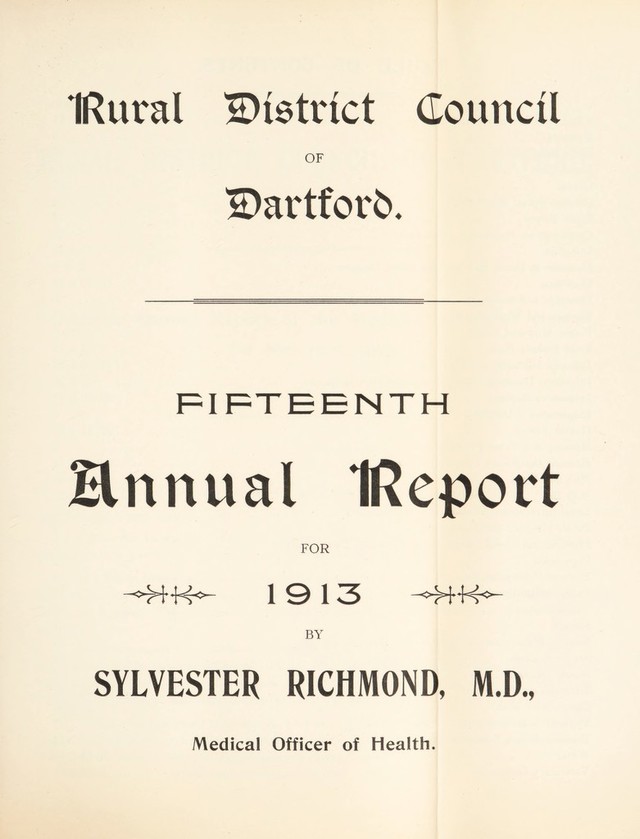 Rural District Council
OF
Dartford.
FIFTEENTH
Annual Report
FOR
1913
BY
SYLVESTER RICHMOND, M.D.,
Medical Officer of Health.